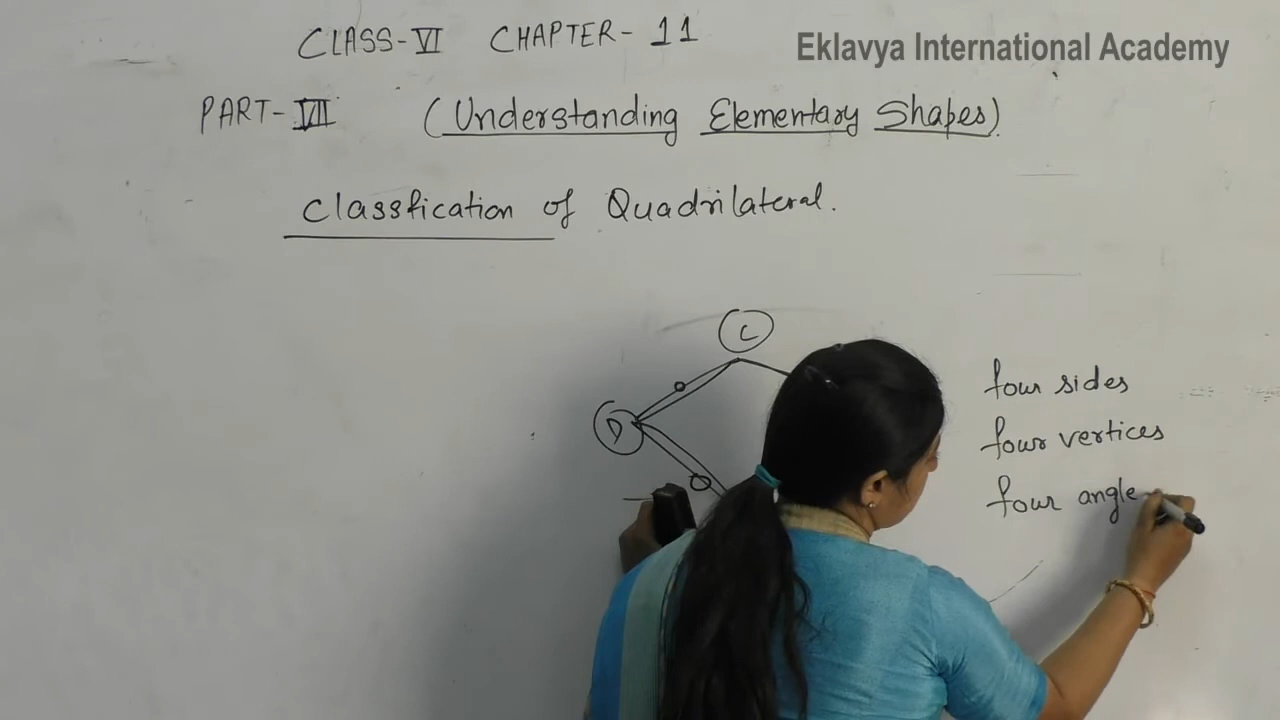 CLASS-VI CHAPTER-11
Eklavya International Academy
PART-VII (Understanding Elementary Shapes)
Classfication of Quadrilateral.
C
D
four sides
four vertices
four angle